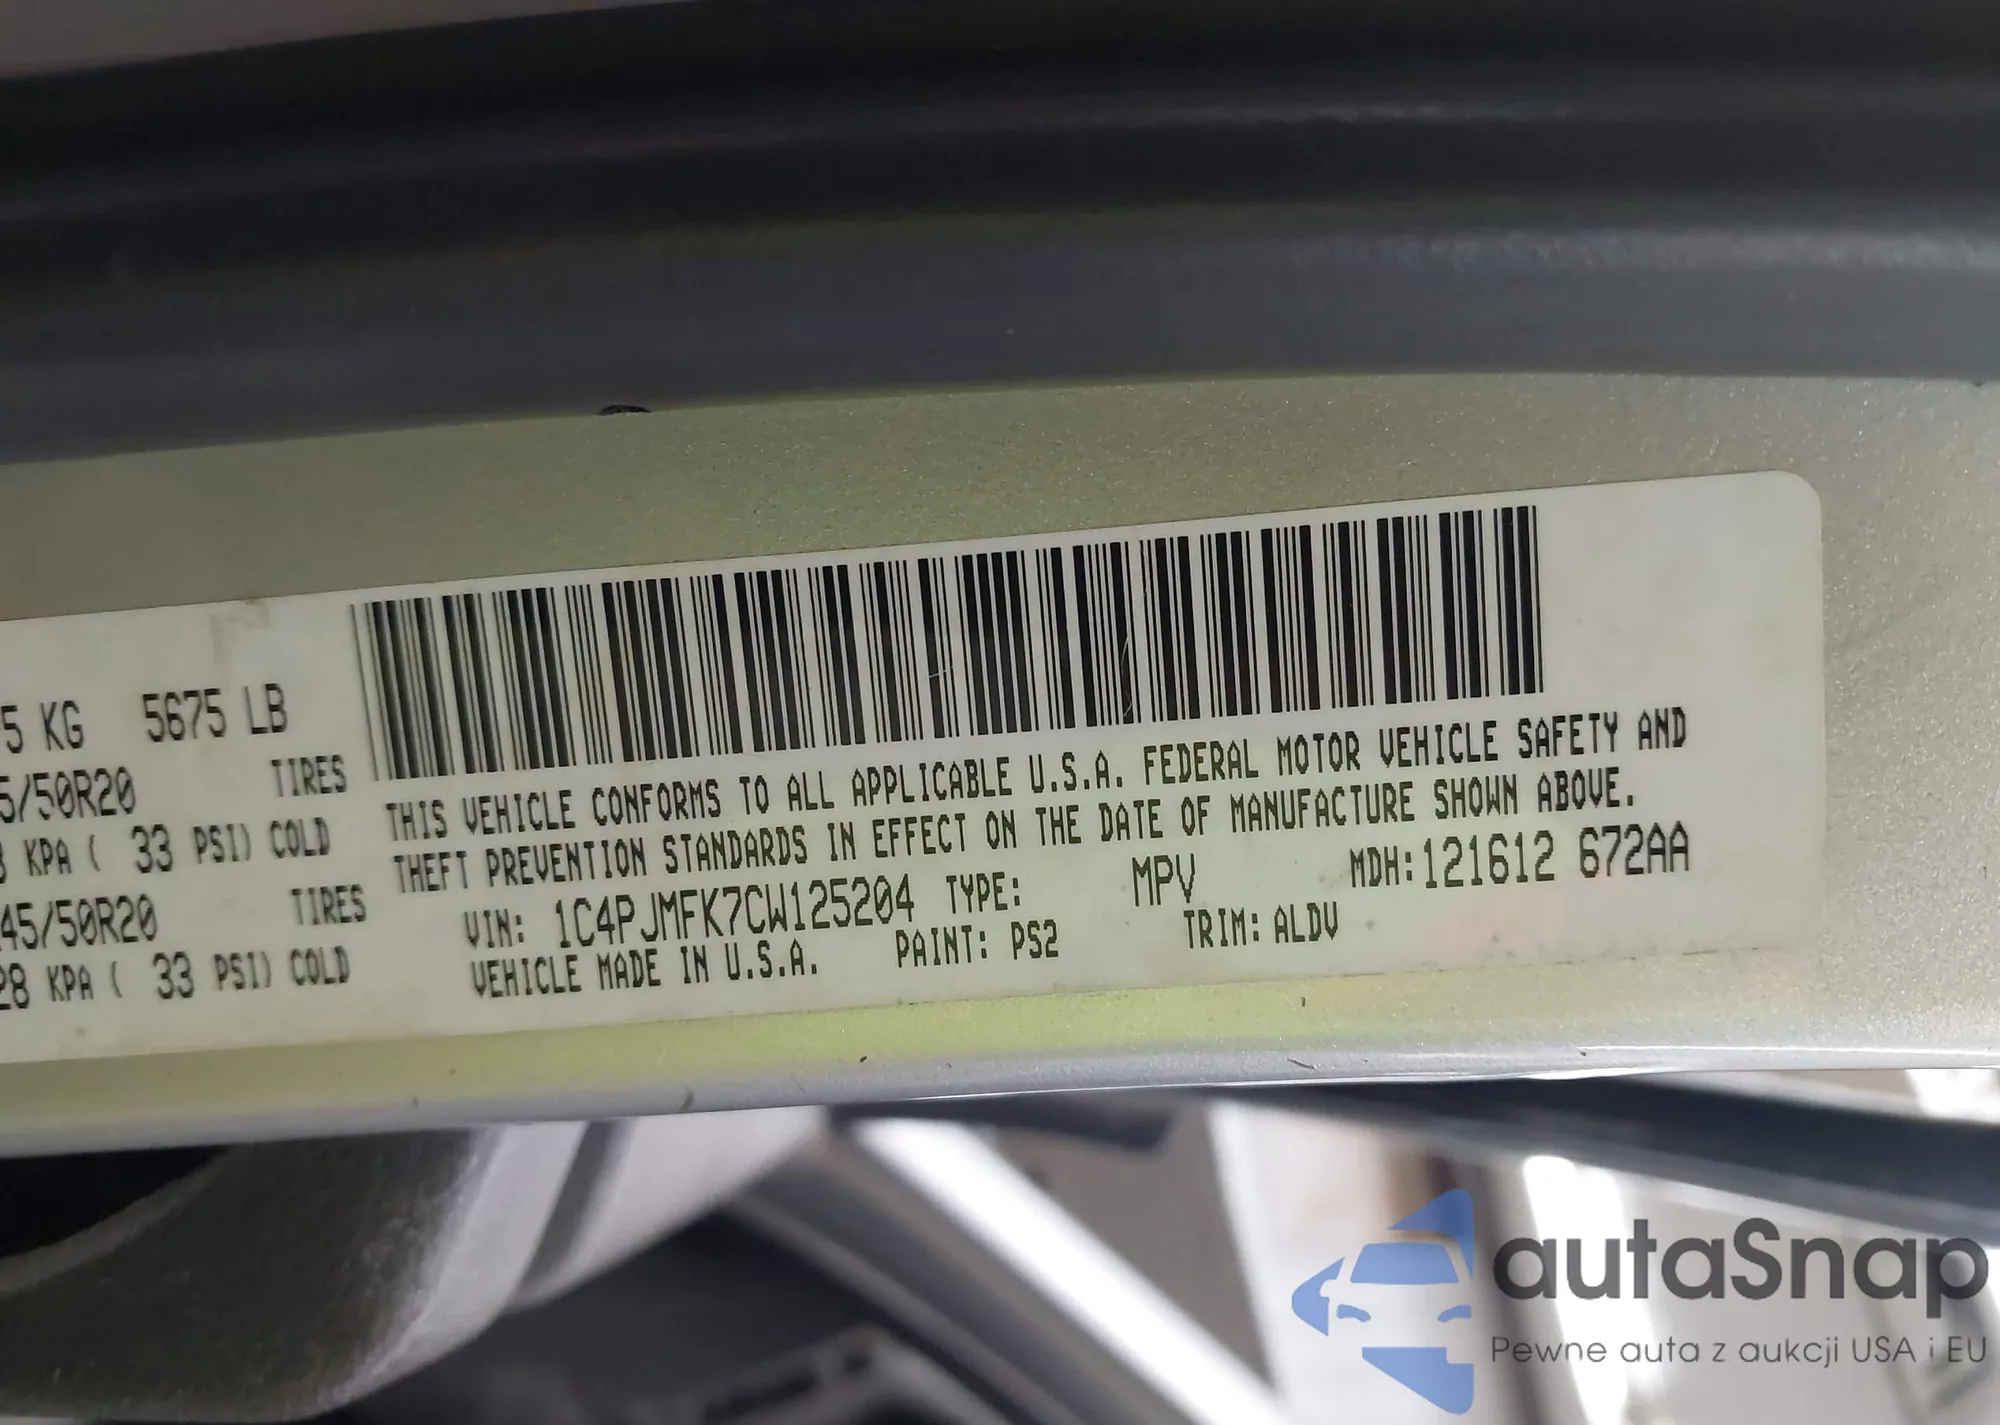 5 KG 5675 LB
5/50R20 TIRES
KPA ( 33 PSI) COLD
45/50R20 TIRES
28 KPA ( 33 PSI) COLD
THIS VEHICLE CONFORMS TO ALL APPLICABLE U.S.A. FEDERAL MOTOR VEHICLE SAFETY AND
THEFT PREVENTION STANDARDS IN EFFECT ON THE DATE OF MANUFACTURE SHOWN ABOVE.
VIN: 1C4PJMFK7CW125204 TYPE: MPV MDH:121612 672AA
VEHICLE MADE IN U.S.A. PAINT: PS2 TRIM: ALDV
autaSnap
Pewne auta z aukcji USA i EU